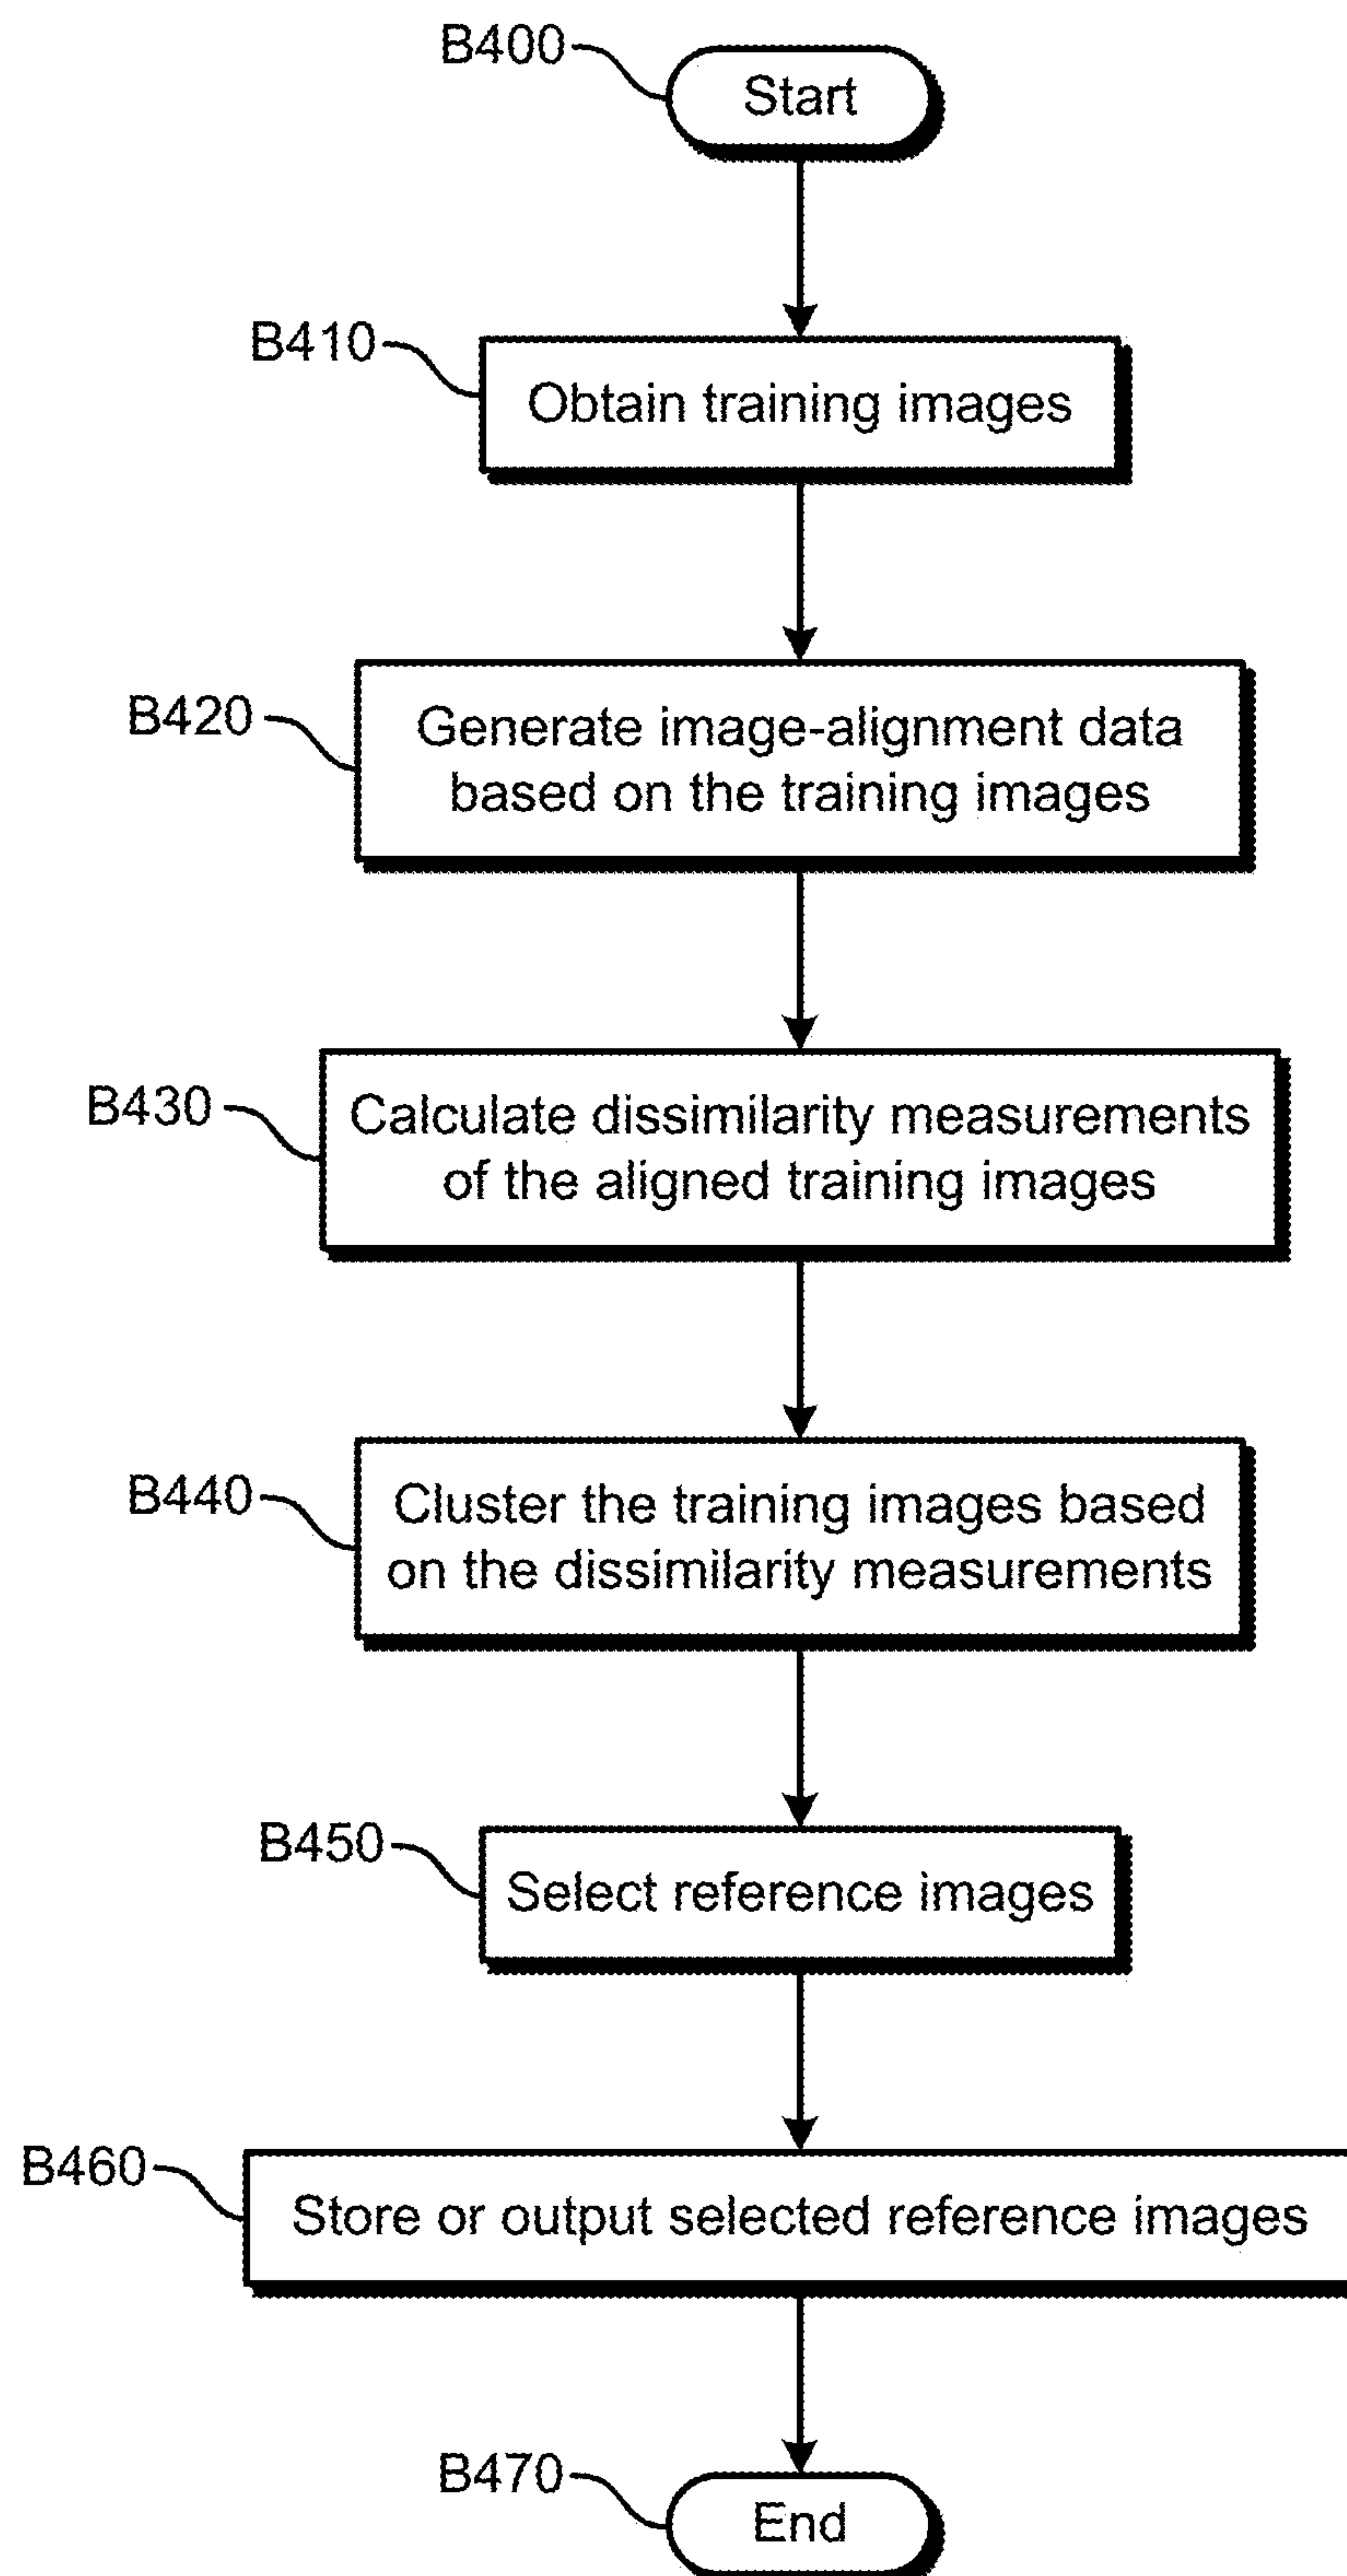 B400
Start
B410
Obtain training images
B420
Generate image-alignment data
based on the training images
B430
Calculate dissimilarity measurements
of the aligned training images
B440
Cluster the training images based
on the dissimilarity measurements
B450
Select reference images
B460
Store or output selected reference images
B470
End